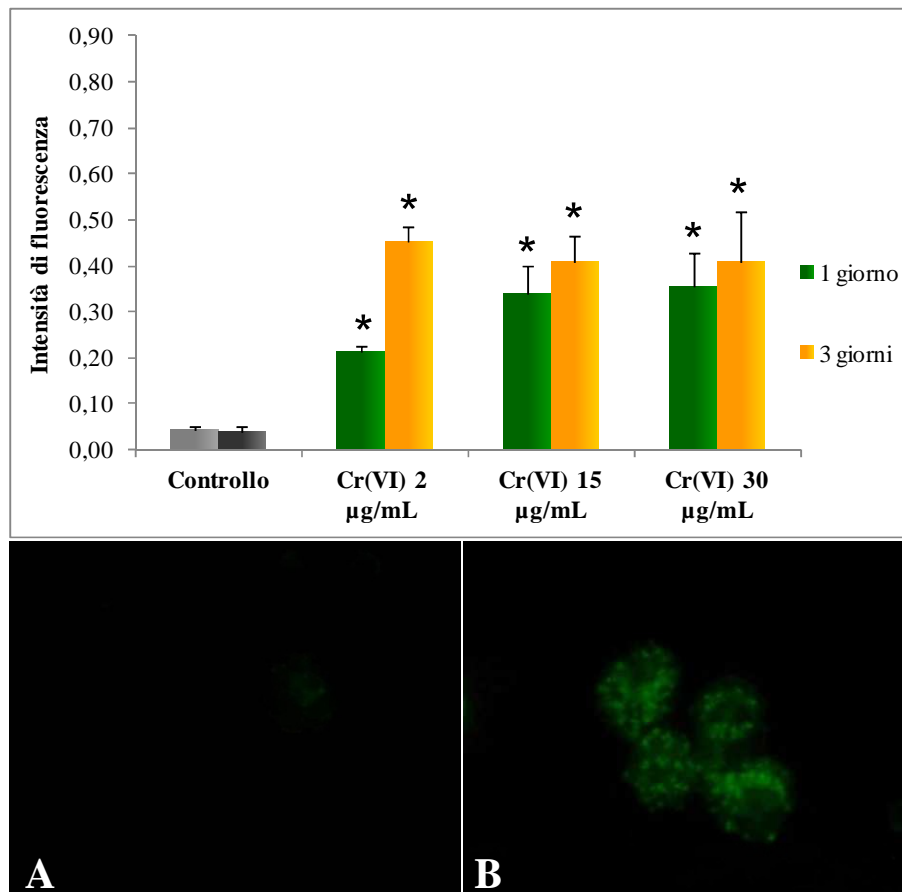 0,90
0,80
0,70
0,60
0,50
0,40
0,30
0,20
0,10
0,00
Intensità di fluorescenza
*
*
*
*
*
*
1 giorno
3 giorni
Controllo
Cr(VI) 2
µg/mL
Cr(VI) 15
µg/mL
Cr(VI) 30
µg/mL
A
B